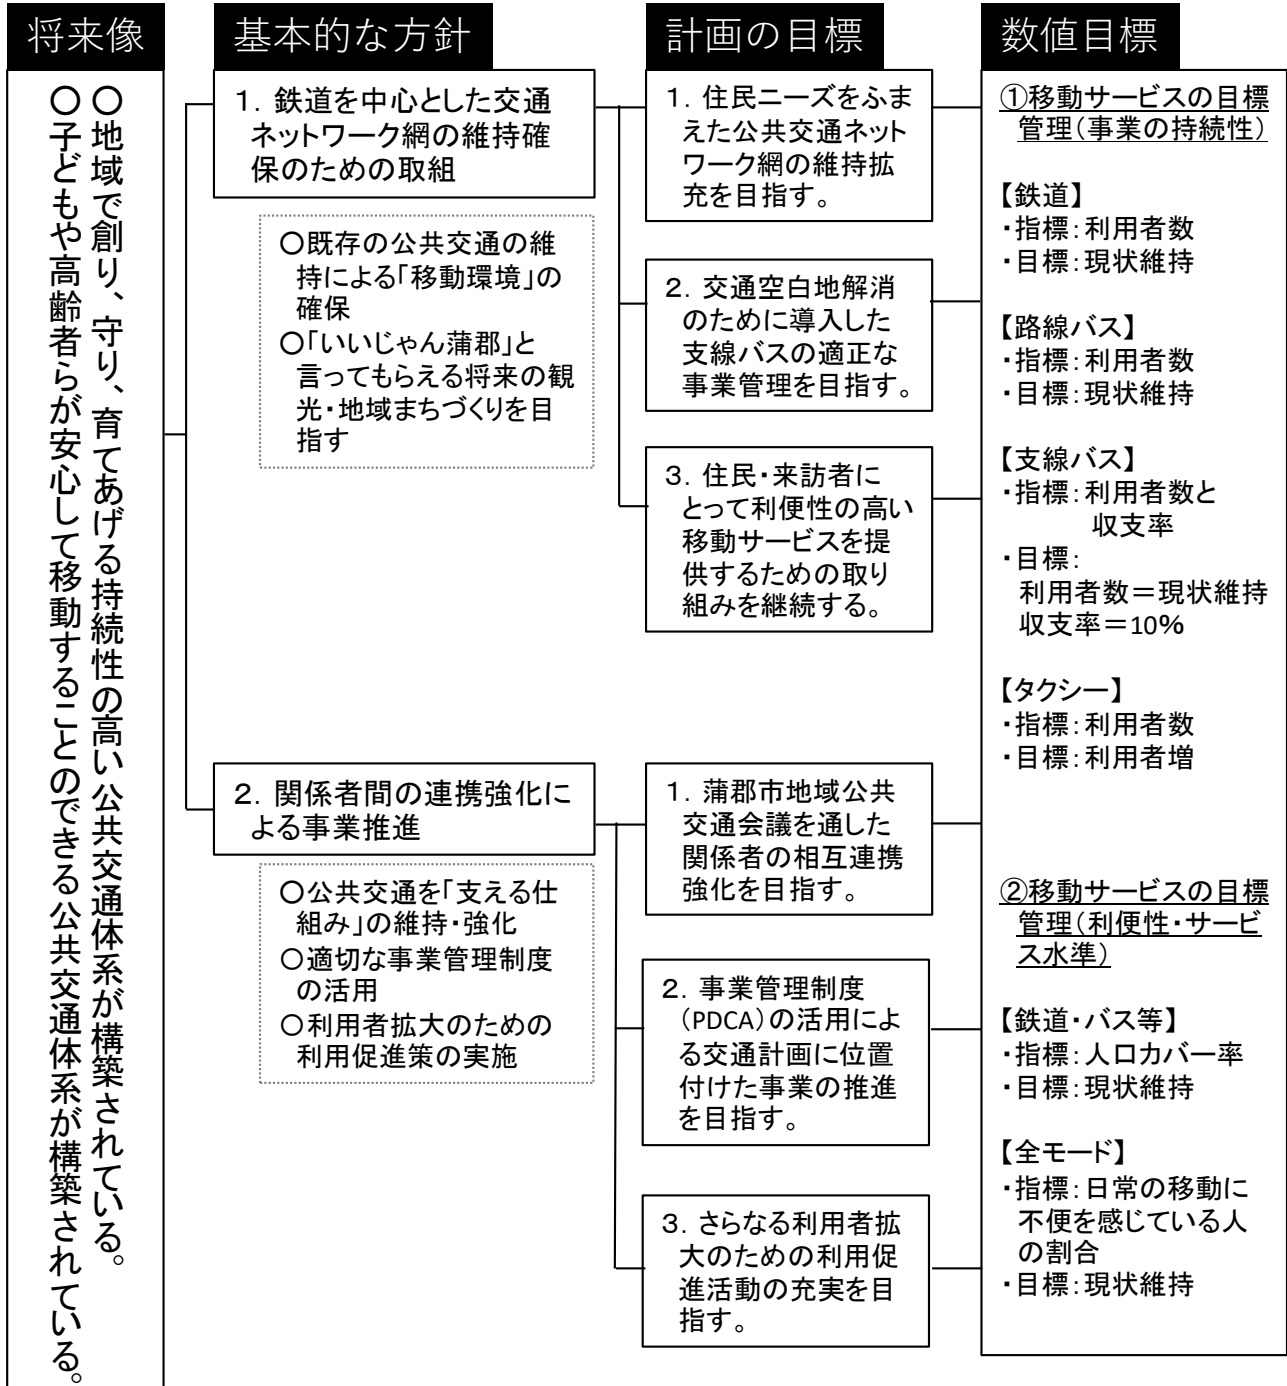 将来像
〇地域で創り、守り、育てあげる持続性の高い公共交通体系が構築されている。
〇子どもや高齢者らが安心して移動することのできる公共交通体系が構築されている。
基本的な方針
1．鉄道を中心とした交通
ネットワーク網の維持確
保のための取組
〇既存の公共交通の維
持による「移動環境」の
確保
〇「いいじゃん蒲郡」と
言ってもらえる将来の観
光・地域まちづくりを目
指す
2．関係者間の連携強化に
よる事業推進
〇公共交通を「支える仕
組み」の維持・強化
〇適切な事業管理制度
の活用
〇利用者拡大のための
利用促進策の実施
計画の目標
1．住民ニーズをふま
えた公共交通ネット
ワーク網の維持拡
充を目指す。
2．交通空白地解消
のために導入した
支線バスの適正な
事業管理を目指す。
3．住民・来訪者に
とって利便性の高い
移動サービスを提
供するための取り
組みを継続する。
1．蒲郡市地域公共
交通会議を通した
関係者の相互連携
強化を目指す。
2．事業管理制度
（PDCA）の活用によ
る交通計画に位置
付けた事業の推進
を目指す。
3．さらなる利用者拡
大のための利用促
進活動の充実を目
指す。
数値目標
①移動サービスの目標
管理（事業の持続性）
【鉄道】
・指標：利用者数
・目標：現状維持
【路線バス】
・指標：利用者数
・目標：現状維持
【支線バス】
・指標：利用者数と
収支率
・目標：
利用者数＝現状維持
収支率＝10％
【タクシー】
・指標：利用者数
・目標：利用者増
②移動サービスの目標
管理（利便性・サービ
ス水準）
【鉄道・バス等】
・指標：人口カバー率
・目標：現状維持
【全モード】
・指標：日常の移動に
不便を感じている人
の割合
・目標：現状維持